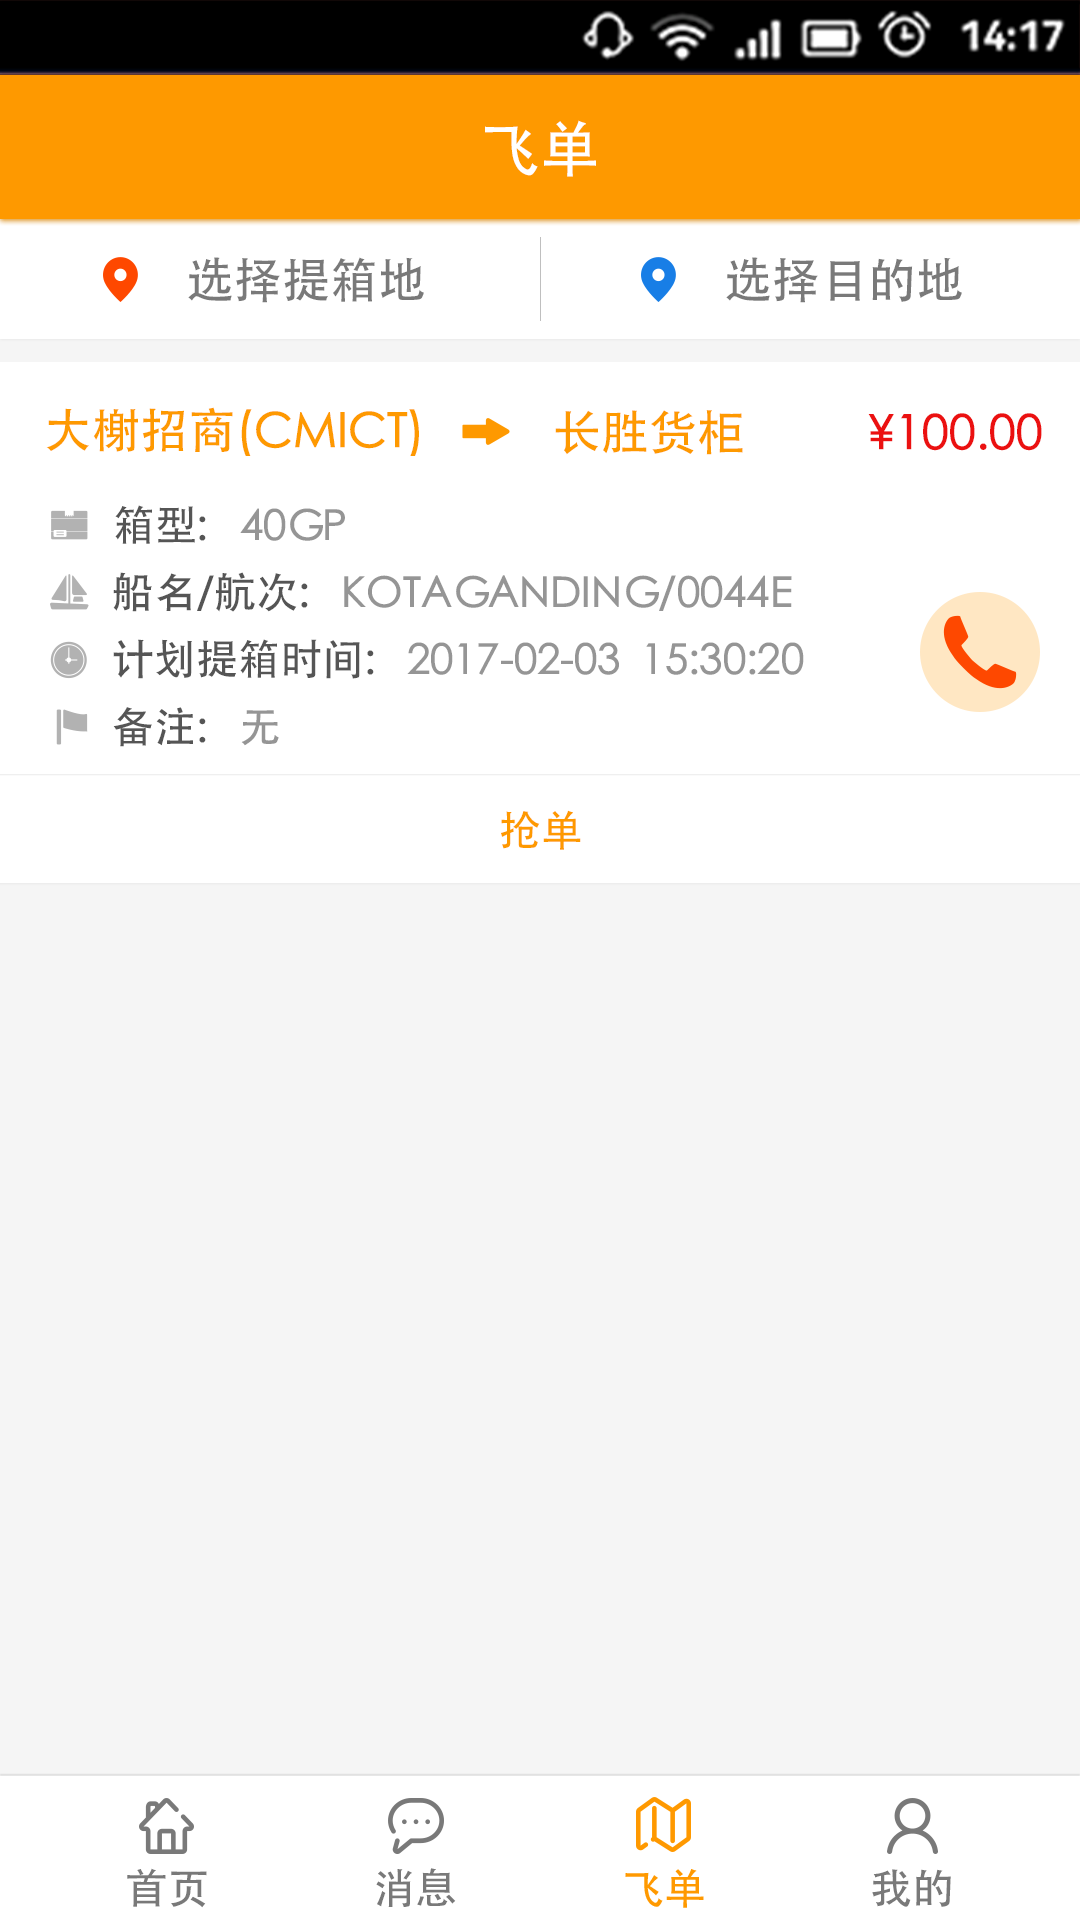 14:17
飞单
选择提箱地 选择目的地
大榭招商(CMICT) 长胜货柜 ¥100.00
箱型: 40GP
船名/航次: KOTAGANDING/0044E
计划提箱时间: 2017-02-03 15:30:20
备注: 无
抢单
首页 消息 飞单 我的